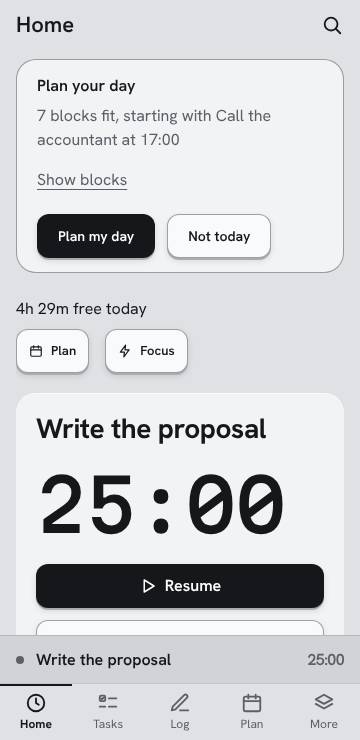 Home
Plan your day
7 blocks fit, starting with Call the
accountant at 17:00
Show blocks
Plan my day
Not today
4h 29m free today
Plan
Focus
Write the proposal
25:00
Resume
Write the proposal
25:00
Home
Tasks
Log
Plan
More